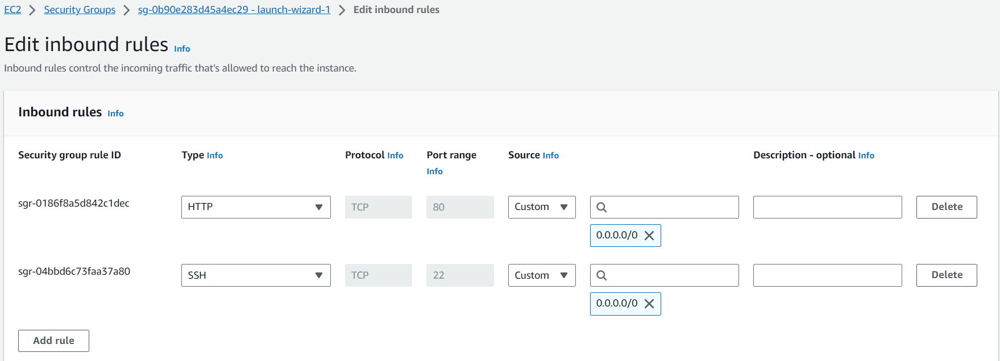 EC2 > Security Groups > sg-0b90e283d45a4ec29 - launch-wizard-1 > Edit inbound rules
Edit inbound rules Info
Inbound rules control the incoming traffic that's allowed to reach the instance.
Inbound rules Info
Security group rule ID Type Info Protocol Info Port range Info Source Info Description - optional Info
sgr-0186f8a5d842c1dec HTTP TCP 80 Custom Delete
0.0.0.0/0
sgr-04bbd6c73faa37a80 SSH TCP 22 Custom Delete
0.0.0.0/0
Add rule